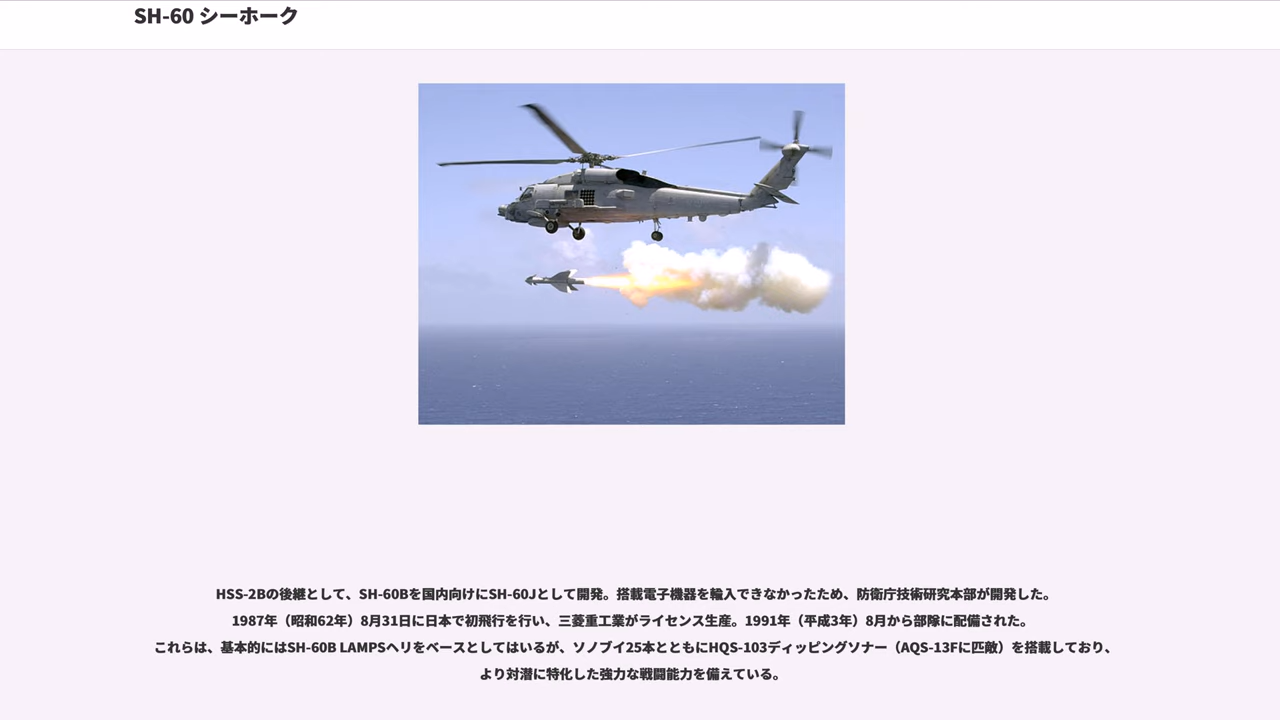 SH-60 シーホーク
HSS-2Bの後継として、SH-60Bを国内向けにSH-60Jとして開発。搭載電子機器を輸入できなかったため、防衛庁技術研究本部が開発した。
1987年（昭和62年）8月31日に日本で初飛行を行い、三菱重工業がライセンス生産。1991年（平成3年）8月から部隊に配備された。
これらは、基本的にはSH-60B LAMPSヘリをベースとしてはいるが、ソノブイ25本とともにHQS-103ディッピングソナー（AQS-13Fに匹敵）を搭載しており、
より対潜に特化した強力な戦闘能力を備えている。